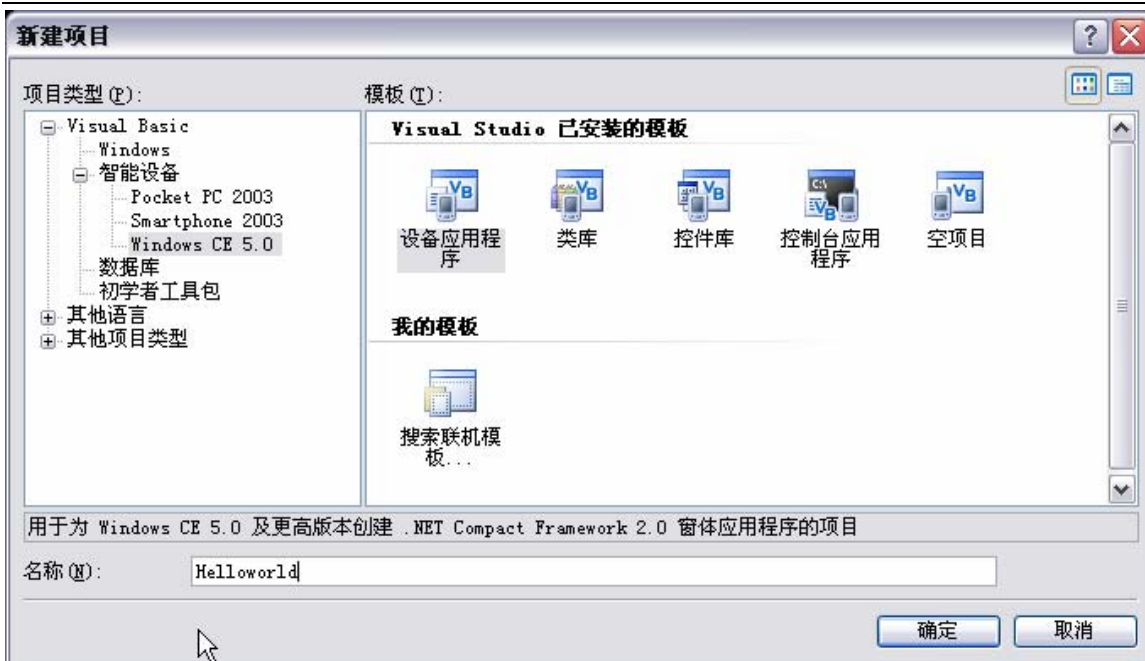 新建项目
项目类型(P):
模板(T):
Visual Basic
Windows
智能设备
Pocket PC 2003
Smartphone 2003
Windows CE 5.0
数据库
初学者工具包
其他语言
其他项目类型
Visual Studio 已安装的模板
设备应用程
序
类库
控件库
控制台应用
程序
空项目
我的模板
搜索联机模
板...
用于为 Windows CE 5.0 及更高版本创建 .NET Compact Framework 2.0 窗体应用程序的项目
名称(N):
Helloworld
确定
取消